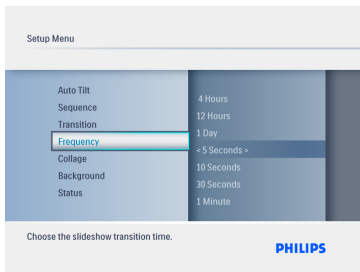 Setup Menu
Auto Tilt
Sequence
Transition
Frequency
Collage
Background
Status
4 Hours
12 Hours
1 Day
< 5 Seconds >
10 Seconds
30 Seconds
1 Minute
Choose the slideshow transition time.
PHILIPS